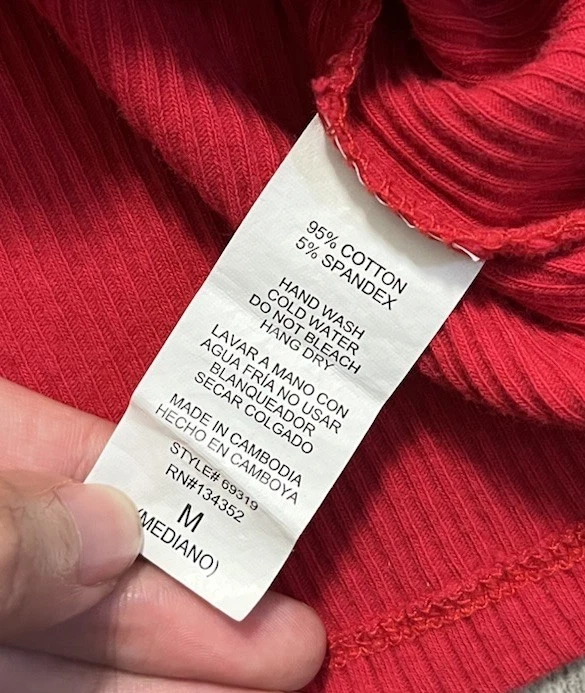 95% COTTON
5% SPANDEX
HAND WASH
COLD WATER
DO NOT BLEACH
HANG DRY
LAVAR A MANO CON
AGUA FRIA NO USAR
BLANQUEADOR
SECAR COLGADO
MADE IN CAMBODIA
HECHO EN CAMBOYA
STYLE# 69319
RN#134352
M
(MEDIANO)